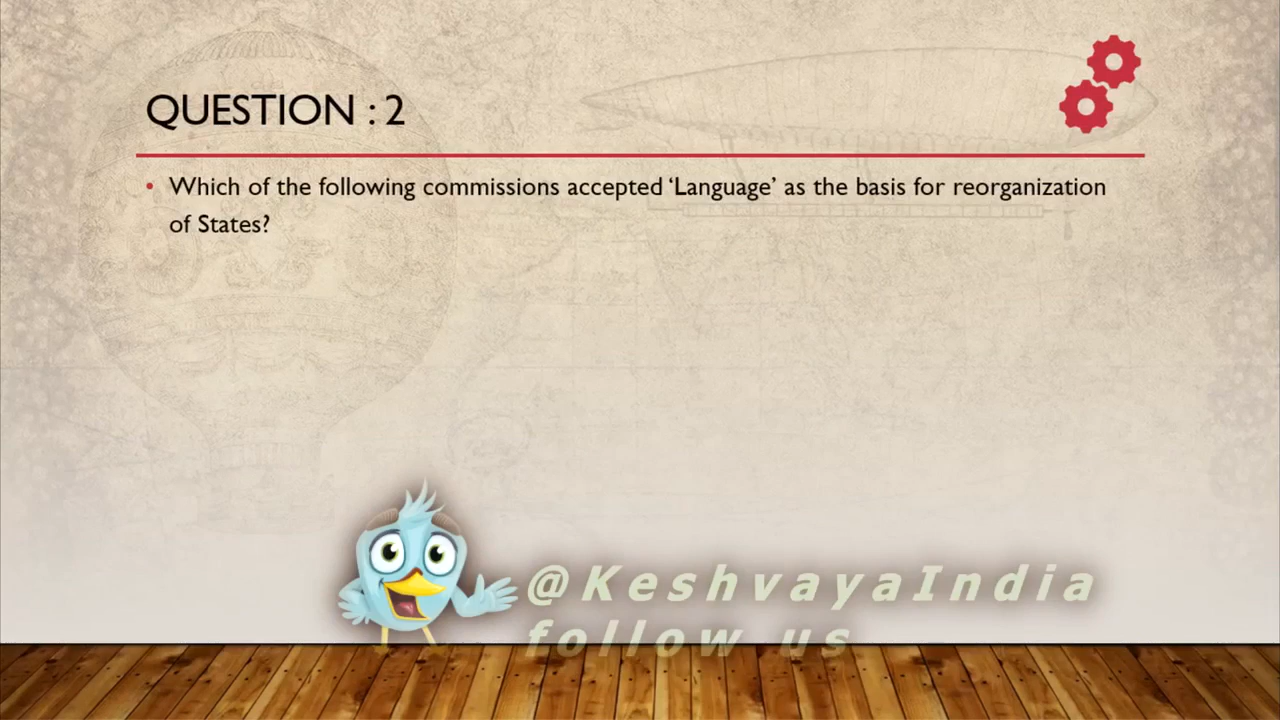 QUESTION : 2
• Which of the following commissions accepted ‘Language’ as the basis for reorganization
of States?
@KeshvayaIndia
follow us